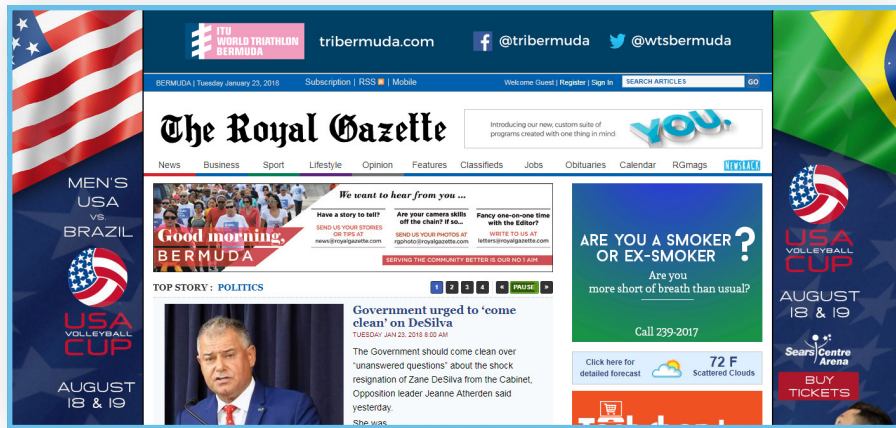 ITU
WORLD TRIATHLON
BERMUDA
tribermuda.com
@tribermuda
@wtsbermuda
BERMUDA | Tuesday January 23, 2018
Subscription | RSS | Mobile
Welcome Guest | Register | Sign In
SEARCH ARTICLES
GO
The Royal Gazette
Introducing our new, custom suite of
programs created with one thing in mind:
YOU.
News Business Sport Lifestyle Opinion Features Classifieds Jobs Obituaries Calendar RGmags NEWSBACK
MEN'S
USA
VS.
BRAZIL
USA
VOLLEYBALL
CUP
AUGUST
18 & 19
Good morning,
BERMUDA
We want to hear from you ...
Have a story to tell?
SEND US YOUR STORIES
OR TIPS AT
news@royalgazette.com
Are your camera skills
off the chain? if so...
SEND US YOUR PHOTOS AT
rgphoto@royalgazette.com
Fancy one-on-one time
with the Editor?
WRITE TO US AT
letters@royalgazette.com
SERVING THE COMMUNITY BETTER IS OUR NO 1 AIM
TOP STORY : POLITICS
1 2 3 4 « PAUSE »
Government urged to ‘come
clean’ on DeSilva
TUESDAY JAN 23, 2018 8:00 AM
The Government should come clean over
“unanswered questions” about the shock
resignation of Zane DeSilva from the Cabinet,
Opposition leader Jeanne Atherden said
yesterday.
She was
ARE YOU A SMOKER
OR EX-SMOKER ?
Are you
more short of breath than usual?
Call 239-2017
Click here for
detailed forecast
72 F
Scattered Clouds
USA
VOLLEYBALL
CUP
AUGUST
18 & 19
Sears Centre
Arena
BUY
TICKETS